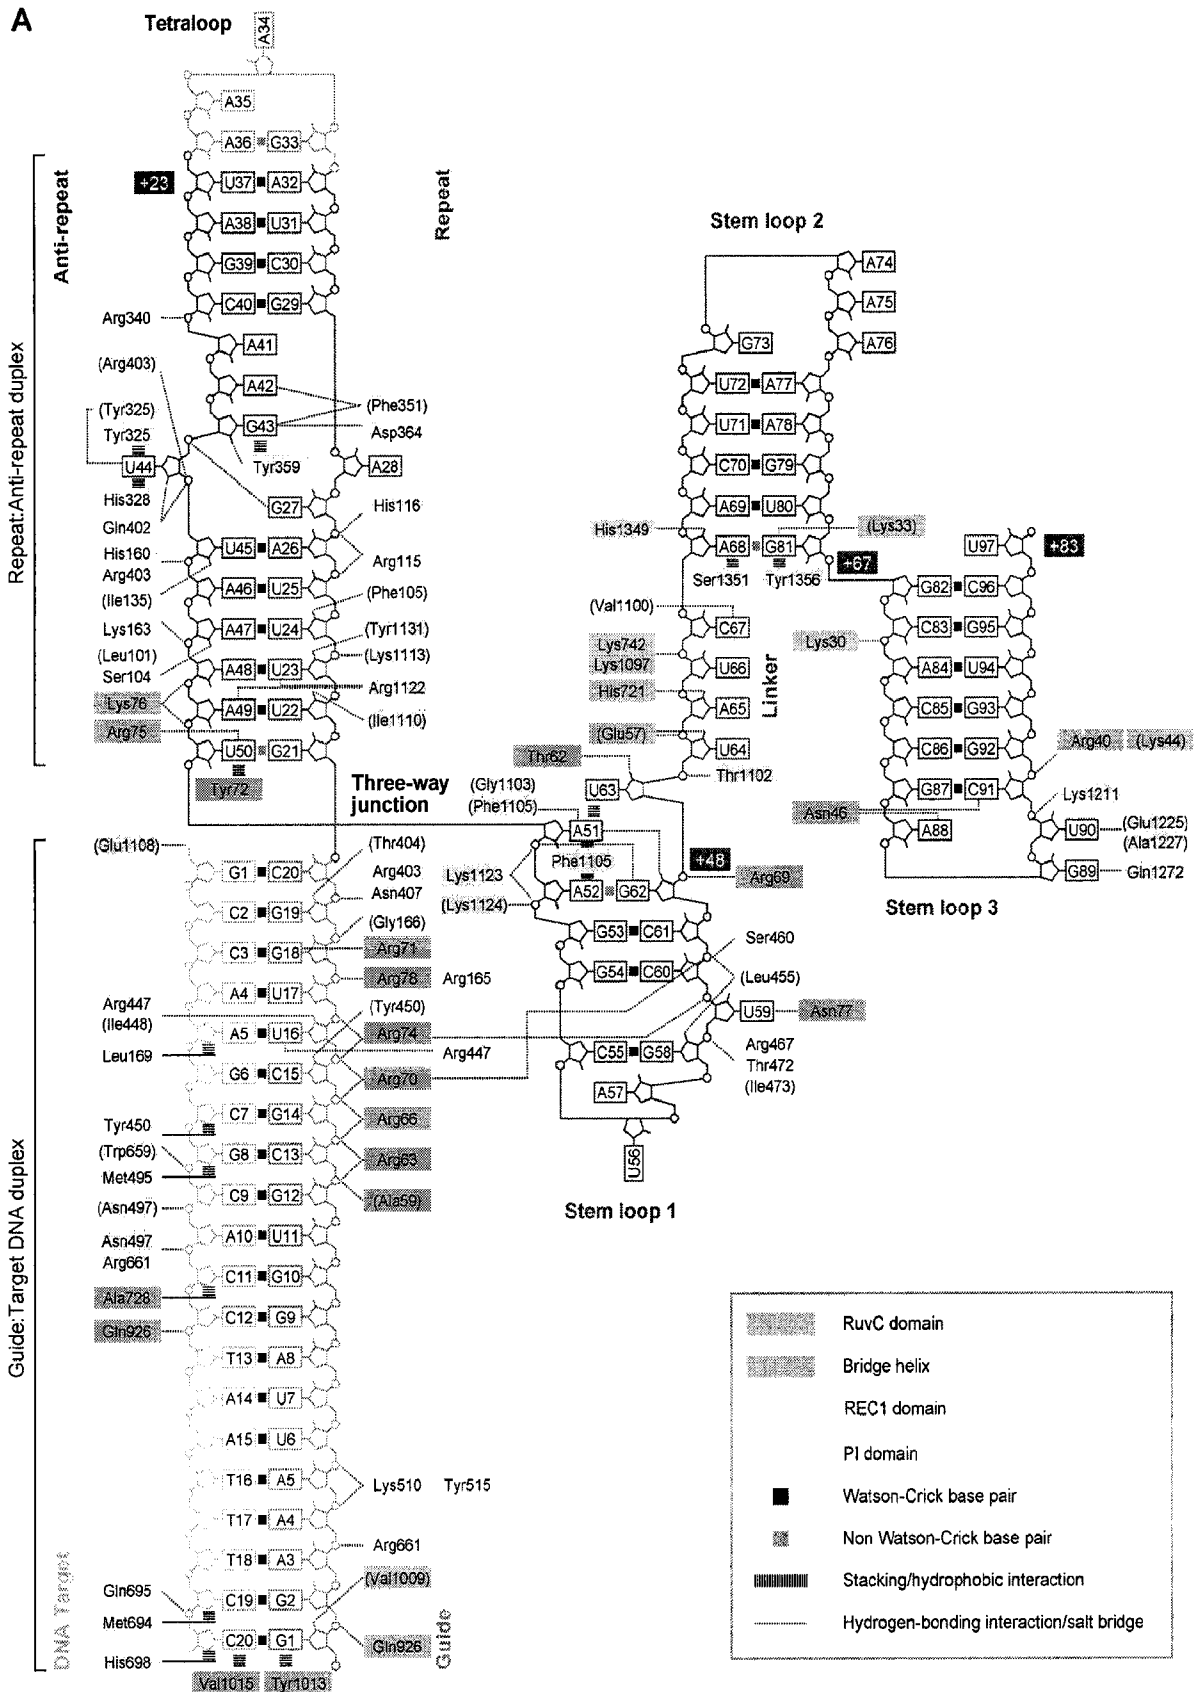 A
Tetraloop
A34
A35
A36 G33
+23
U37 A32
A38 U31
G39 C30
C40 G29
Anti-repeat
Repeat
Repeat:Anti-repeat duplex
Arg340
A41
(Arg403)
A42
(Phe351)
(Tyr325)
G43
Asp364
Tyr325
U44
Tyr359
A28
His328
G27
His116
Gln402
His160
U45 A26
Arg115
Arg403
(Ile135)
A46 U25
(Phe105)
Lys163
A47 U24
(Tyr1131)
(Leu101)
(Lys1113)
Ser104
A48 U23
Arg1122
Lys76
A49 U22
(Ile1110)
Arg75
U50 G21
Tyr72
Three-way
junction
Stem loop 2
A74
A75
G73
A76
U72 A77
U71 A78
C70 G79
A69 U80
His1349
(Lys33)
A68 G81
Ser1351 Tyr1356
+67
(Val1100)
C67
Lys742
Lys1097
U66
His721
A65
Linker
(Glu57)
U64
Thr62
Thr1102
U63
(Gly1103)
(Phe1105)
A51
Phe1105
+48
Lys1123
A52 G62
Arg69
(Lys1124)
G53 C61
G54 C60
Ser460
(Leu455)
U59
Asn77
C55 G58
Arg467
Thr472
(Ile473)
A57
U56
Stem loop 1
U97
+83
G82 C96
Lys30
C83 G95
A84 U94
C85 G93
C86 G92
Arg40 (Lys44)
G87 C91
Asn46
Lys1211
A88
U90
(Glu1225)
(Ala1227)
G89
Gln1272
Stem loop 3
Guide:Target DNA duplex
(Glu1108)
(Thr404)
G1 C20
Arg403
Asn407
C2 G19
(Gly166)
C3 G18
Arg71
A4 U17
Arg78 Arg165
Arg447
(Ile448)
(Tyr450)
A5 U16
Arg74
Leu169
Arg447
G6 C15
Arg70
C7 G14
Arg66
Tyr450
(Trp659)
G8 C13
Arg63
Met495
C9 G12
(Ala59)
(Asn497)
A10 U11
Asn497
Arg661
C11 G10
Ala728
C12 G9
Gln926
T13 A8
A14 U7
A15 U6
T16 A5
Lys510 Tyr515
T17 A4
Arg661
T18 A3
(Val1009)
Gln695
C19 G2
Met694
C20 G1
Gln926
His698
Val1015 Tyr1013
DNA Target
Guide
RuvC domain
Bridge helix
REC1 domain
PI domain
Watson-Crick base pair
Non Watson-Crick base pair
Stacking/hydrophobic interaction
Hydrogen-bonding interaction/salt bridge